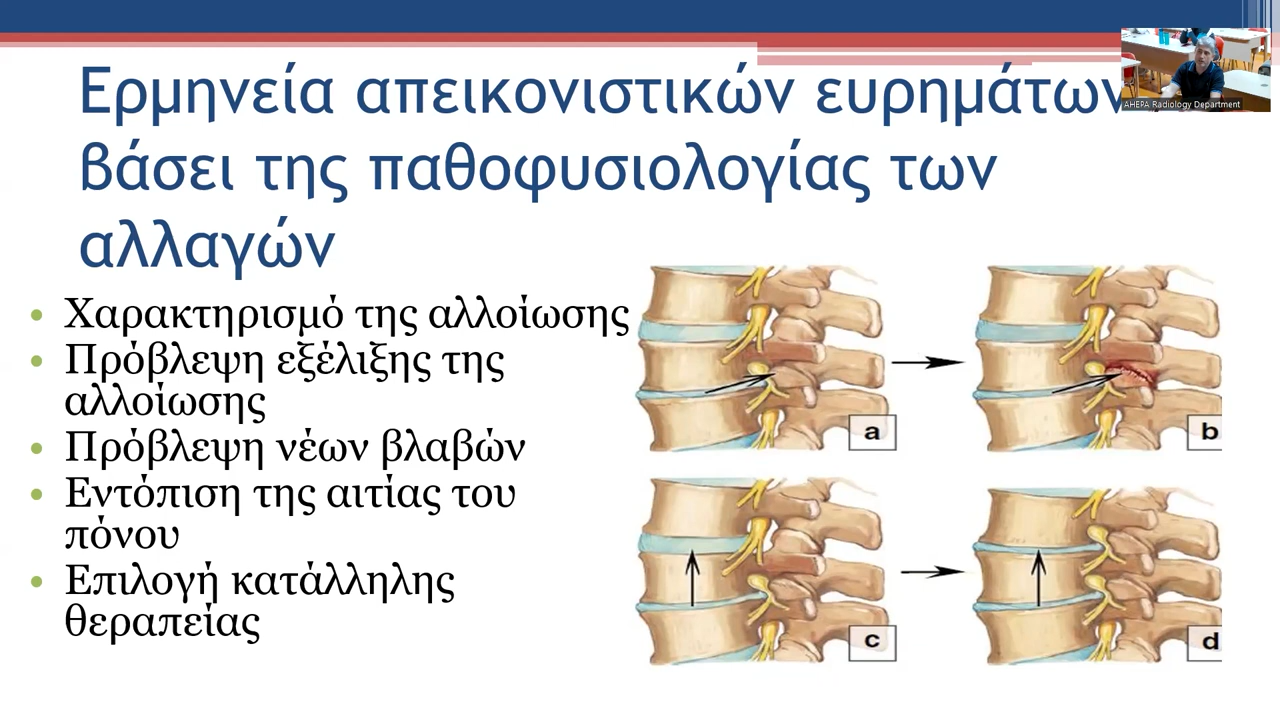 Ερμηνεία απεικονιστικών ευρημάτων
βάσει της παθοφυσιολογίας των
αλλαγών
AHEPA Radiology Department
• Χαρακτηρισμό της αλλοίωσης
• Πρόβλεψη εξέλιξης της
αλλοίωσης
• Πρόβλεψη νέων βλαβών
• Εντόπιση της αιτίας του
πόνου
• Επιλογή κατάλληλης
θεραπείας
a
b
c
d